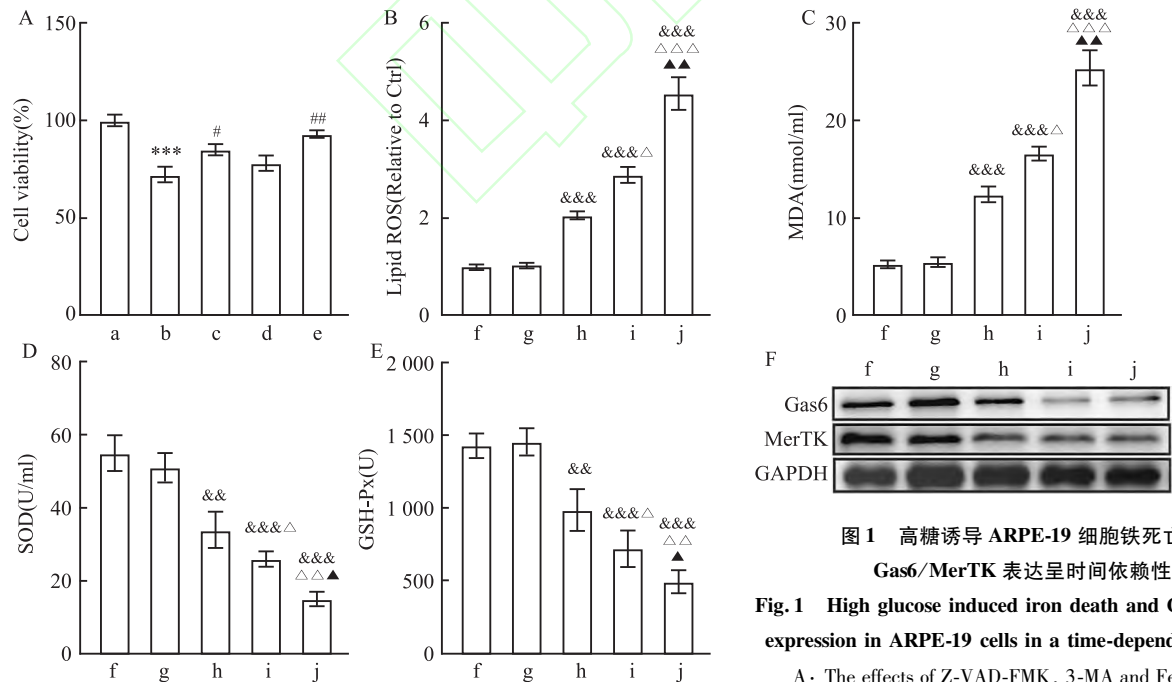 A
150
100
50
0
Cell viability(%)
***
#
##
a b c d e
B
6
4
2
0
Lipid ROS(Relative to Ctrl)
&&&
&&&△
&&&
△△△
▲▲
f g h i j
C
30
20
10
0
MDA(nmol/ml)
&&&
&&&△
&&&
△△△
▲▲
f g h i j
D
80
60
40
20
0
SOD(U/ml)
&&
&&&△
&&&
△△▲
f g h i j
E
2 000
1 500
1 000
500
0
GSH-Px(U)
&&
&&&△
&&&
△△
▲
f g h i j
F
f g h i j
Gas6
MerTK
GAPDH
图 1 高糖诱导 ARPE-19 细胞铁死亡
Gas6/MerTK 表达呈时间依赖性
Fig. 1 High glucose induced iron death and
expression in ARPE-19 cells in a time-depend
A: The effects of Z-VAD-FMK, 3-MA and Fe